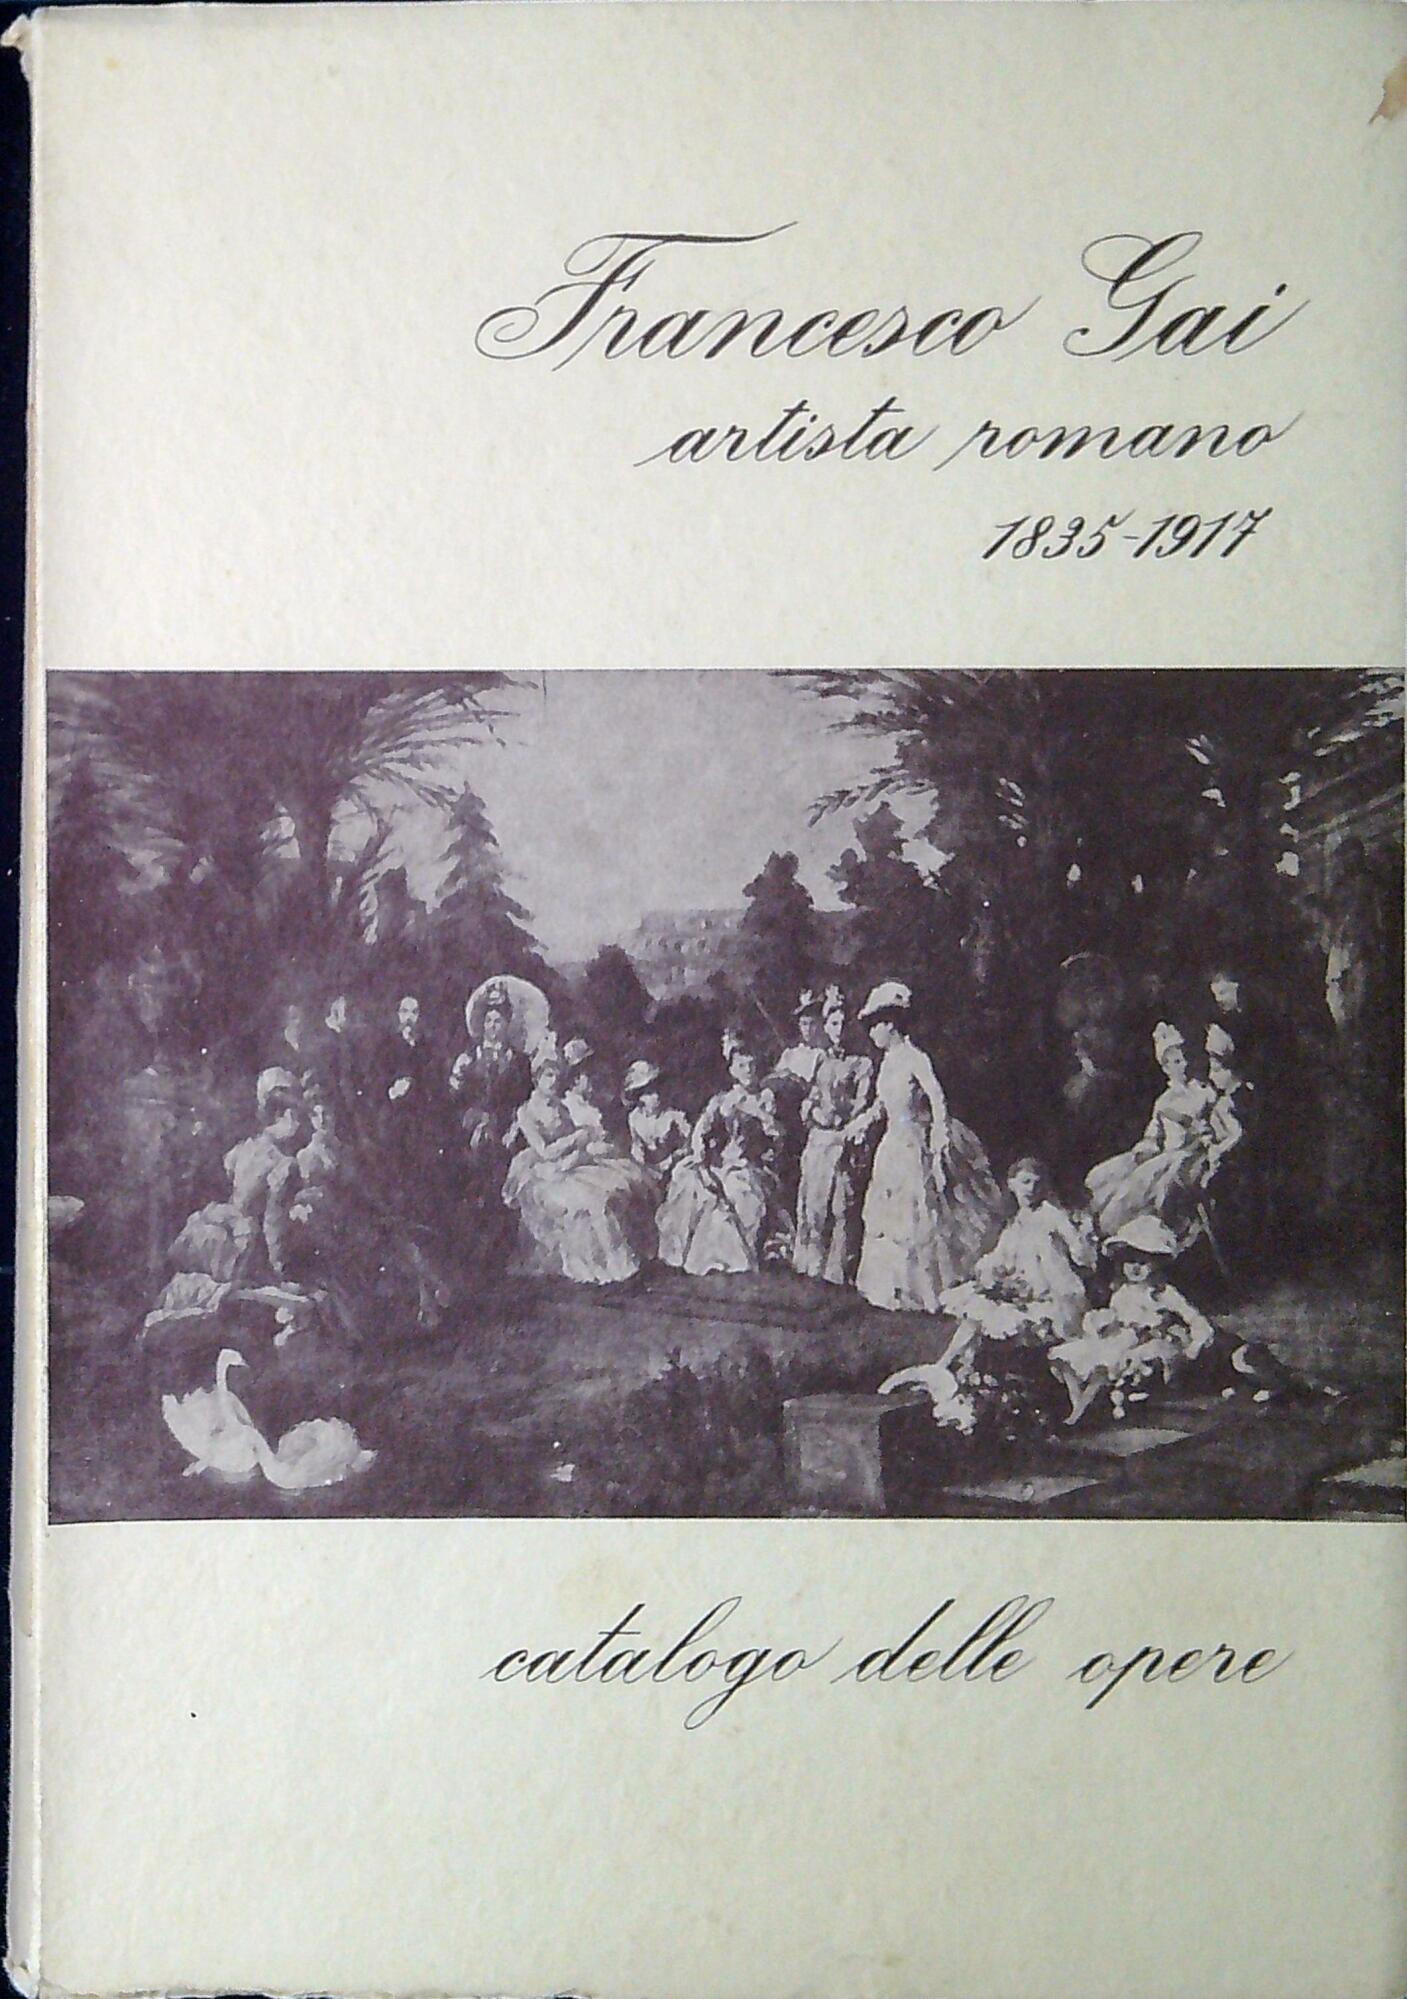 Francesco Gai
artista romano
1835-1917
catalogo delle opere